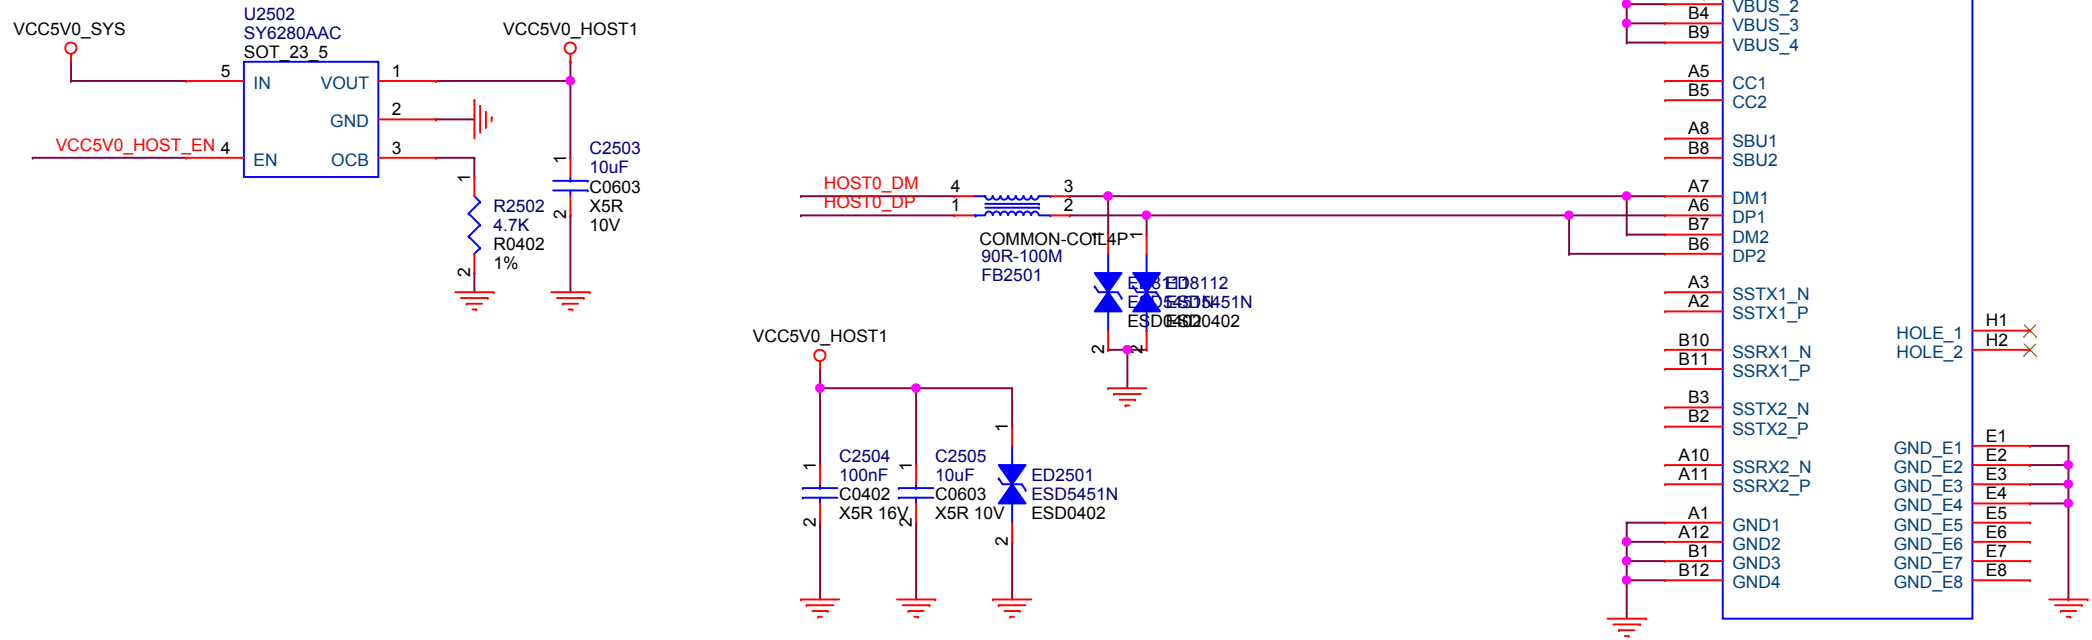 U2502
SY6280AAC
SOT_23_5
VCC5V0_SYS
VCC5V0_HOST1
5 IN VOUT 1
GND 2
VCC5V0_HOST_EN 4 EN OCB 3
1
R2502
4.7K
R0402
1%
2
1
C2503
10uF
C0603
X5R
10V
2
HOST0_DM 4 3
HOST0_DP 1 2
COMMON-COIL4P
90R-100M
FB2501
1
1
ED8112
ESD5451N
ESD0402
2
2
VCC5V0_HOST1
1
C2504
100nF
C0402
X5R 16V
2
1
C2505
10uF
C0603
X5R 10V
2
1
ED2501
ESD5451N
ESD0402
2
VBUS_2
B4 VBUS_3
B9 VBUS_4
A5 CC1
B5 CC2
A8 SBU1
B8 SBU2
A7 DM1
A6 DP1
B7 DM2
B6 DP2
A3 SSTX1_N
A2 SSTX1_P
B10 SSRX1_N
B11 SSRX1_P
B3 SSTX2_N
B2 SSTX2_P
A10 SSRX2_N
A11 SSRX2_P
A1 GND1
A12 GND2
B1 GND3
B12 GND4
HOLE_1 H1
HOLE_2 H2
GND_E1 E1
GND_E2 E2
GND_E3 E3
GND_E4 E4
GND_E5 E5
GND_E6 E6
GND_E7 E7
GND_E8 E8